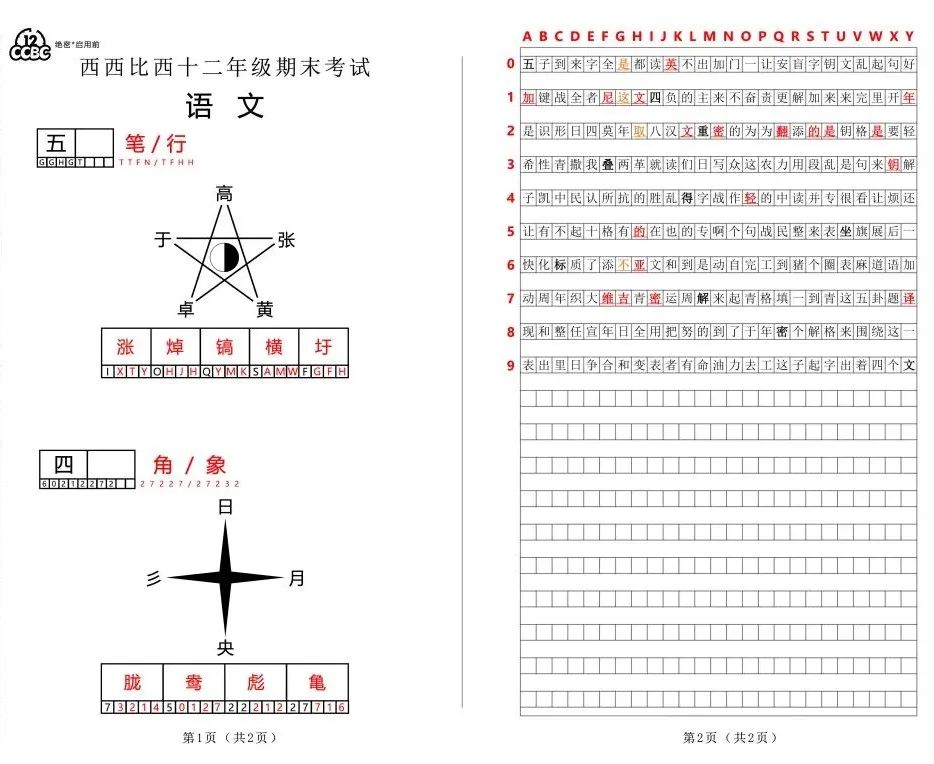 12
CCBC
绝密*启用前
西西比西十二年级期末考试
语 文
五
笔 / 行
GGHGT
TTFN/TFHH
高
于
张
卓
黄
涨 焯 镐 横 圩
IXTY OHJH QYMK SAMW FGFH
四
角 / 象
60212272
27227/27232
日
彡
月
央
胧 鸯 彪 龟
73214 50127 22212 27716
第1页（共2页）
A B C D E F G H I J K L M N O P Q R S T U V W X Y
0 五子到来字全是都读英不出加门一让安盲字钥文乱起句好
1 加键战全者尼这文四负的主来不奋责更解加来来完里开年
2 是识形日四莫年取八汉文重密的为为翻添的是钥格是要轻
3 希性青撒我叠两革就读们日写众这农力用段乱是句来钥解
4 子凯中民认所抗的胜乱得字战作轻的中读并专很看让烦还
5 让有不起十格有的在也的专啊个句战民整来表坐旗展后一
6 快化标质了添不亚文和到是动自完工到猪个圈表麻道语加
7 动周年织大维吉青密运周解来起青格填一到青这五卦题译
8 现和整任宣年日全用把努的到了于年密个解格来围绕这一
9 表出里日争合和变表者有命油力去工这子起字出着四个文
第2页（共2页）